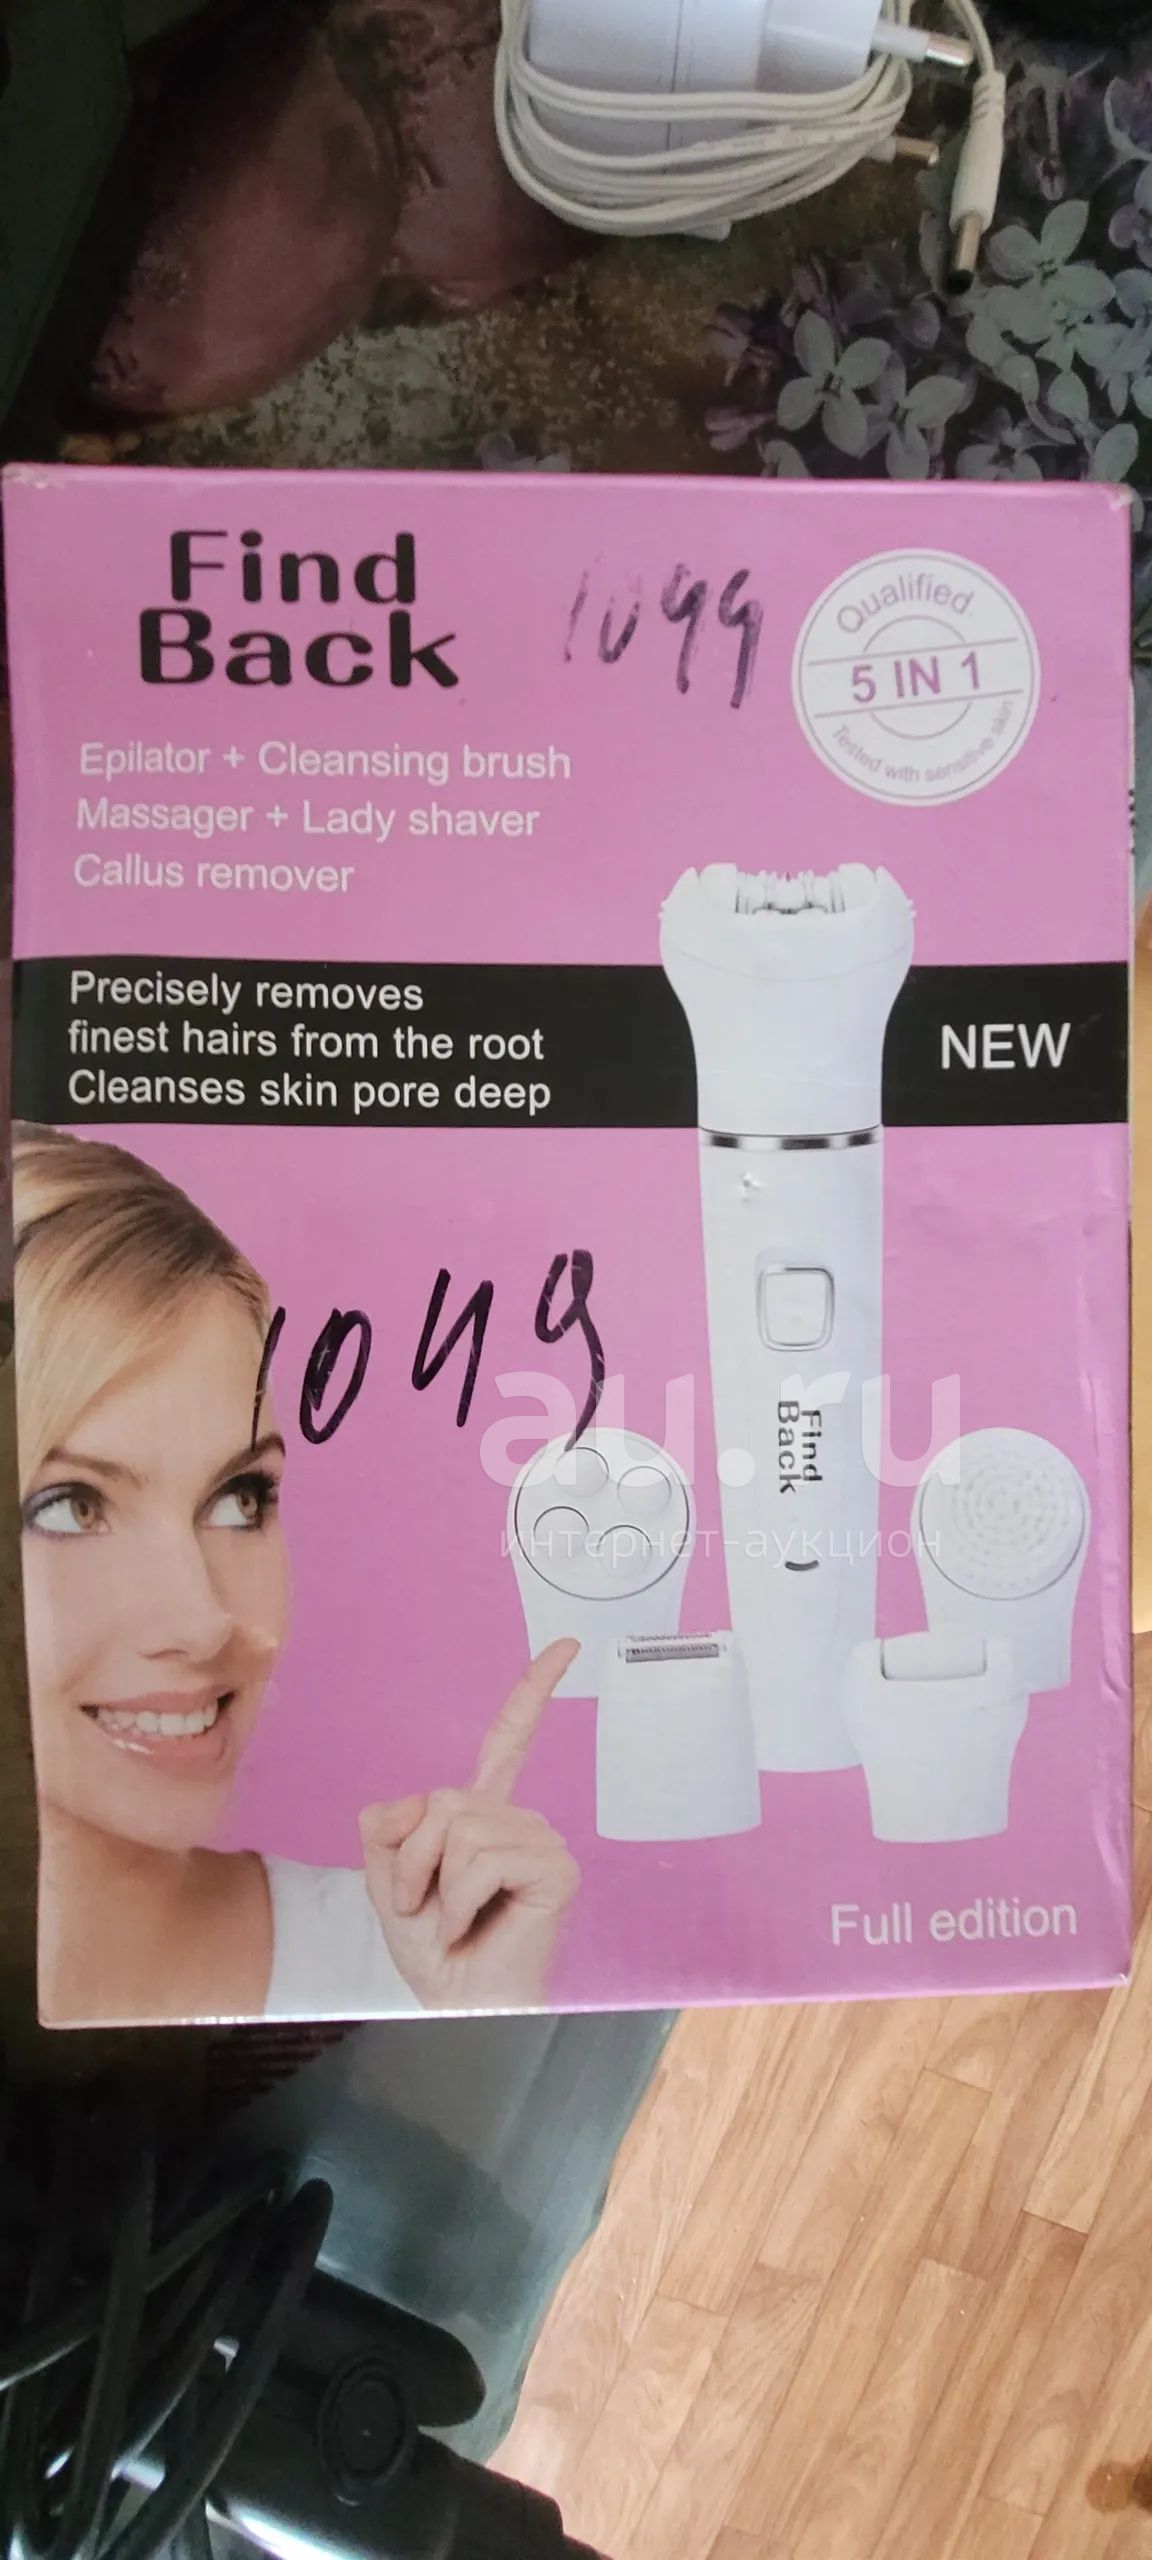 Find
Back
1099
Qualified
5 IN 1
Tested with sensitive skin
Epilator + Cleansing brush
Massager + Lady shaver
Callus remover
Precisely removes
finest hairs from the root
Cleanses skin pore deep
NEW
1049
Find
Back
au.ru
интернет-аукцион
Full edition